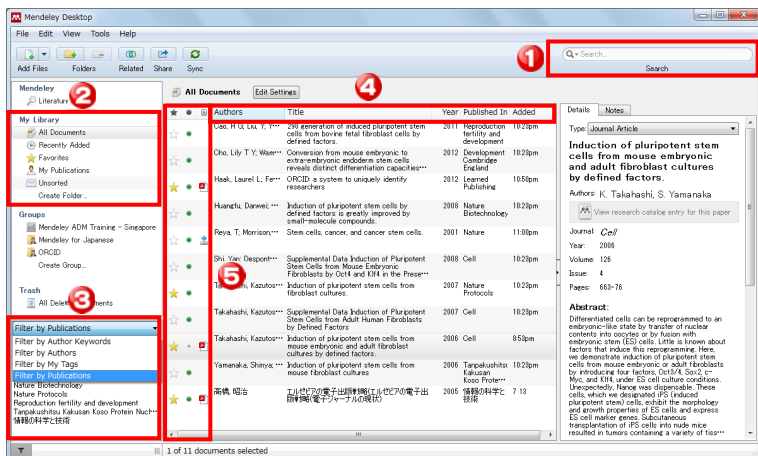 Mendeley Desktop
File Edit View Tools Help
Add Files Folders Related Share Sync
Search...
Search
1
Mendeley
Literature
2
My Library
All Documents
Recently Added
Favorites
My Publications
Unsorted
Create Folder...
Groups
Mendeley ADM Training - Singapore
Mendeley for Japanese
ORCID
Create Group...
Trash
All Dele
ments
3
Filter by Publications
Filter by Author Keywords
Filter by Authors
Filter by My Tags
Filter by Publications
Nature Biotechnology
Nature Protocols
Reproduction fertility and development
Tanpakushitsu Kakusan Koso Protein Nucl…
情報の科学と技術
4
All Documents Edit Settings
Authors Title Year Published In Added
Cao, H G; Liu, Y; Y… 290 generation of induced pluripotent stem cells from bovine fetal fibroblast cells by defined factors. 2011 Reproduction fertility and development 10:23pm
Cho, Lily T Y; Wam… Conversion from mouse embryonic to extra-embryonic endoderm stem cells reveals distinct differentiation capacities… 2012 Development Cambridge England 10:23pm
Haak, Laurel L; Fe… ORCID: a system to uniquely identify researchers 2012 Learned Publishing 10:53pm
Huangfu, Danwei; … Induction of pluripotent stem cells by defined factors is greatly improved by small-molecule compounds. 2008 Nature Biotechnology 10:23pm
Reya, T; Morrison,… Stem cells, cancer, and cancer stem cells. 2001 Nature 11:00pm
Shi, Yan; Despont… Supplemental Data Induction of Pluripotent Stem Cells from Mouse Embryonic Fibroblasts by Oct4 and Klf4 in the Prese… 2008 Cell 10:23pm
5
Takahashi, Kazutos… Induction of pluripotent stem cells from fibroblast cultures. 2007 Nature Protocols 10:23pm
Takahashi, Kazutos… Supplemental Data Induction of Pluripotent Stem Cells from Adult Human Fibroblasts by Defined Factors 2007 Cell 10:23pm
Takahashi, Kazutos… Induction of pluripotent stem cells from mouse embryonic and adult fibroblast cultures by defined factors. 2006 Cell 8:53pm
Yamanaka, Shinya; … Induction of pluripotent stem cells from mouse fibroblast cultures 2006 Tanpakushitsu Kakusan Koso Prote… 10:23pm
高橋, 昭治 エルゼビアの電子出版戦略(エルゼビアの電子出版戦略(電子ジャーナルの現状) 2005 情報の科学と技術 7 13
1 of 11 documents selected
Details Notes
Type: Journal Article
Induction of pluripotent stem
cells from mouse embryonic
and adult fibroblast cultures
by defined factors.
Authors: K. Takahashi, S. Yamanaka
View research catalog entry for this paper
Journal: Cell
Year: 2006
Volume: 126
Issue: 4
Pages: 663-76
Abstract:
Differentiated cells can be reprogrammed to an
embryonic-like state by transfer of nuclear
contents into oocytes or by fusion with
embryonic stem (ES) cells. Little is known about
factors that induce this reprogramming. Here,
we demonstrate induction of pluripotent stem
cells from mouse embryonic or adult fibroblasts
by introducing four factors, Oct3/4, Sox2, c-
Myc, and Klf4, under ES cell culture conditions.
Unexpectedly, Nanog was dispensable. These
cells, which we designated iPS (induced
pluripotent stem) cells, exhibit the morphology
and growth properties of ES cells and express
ES cell marker genes. Subcutaneous
transplantation of iPS cells into nude mice
resulted in tumors containing a variety of tiss…